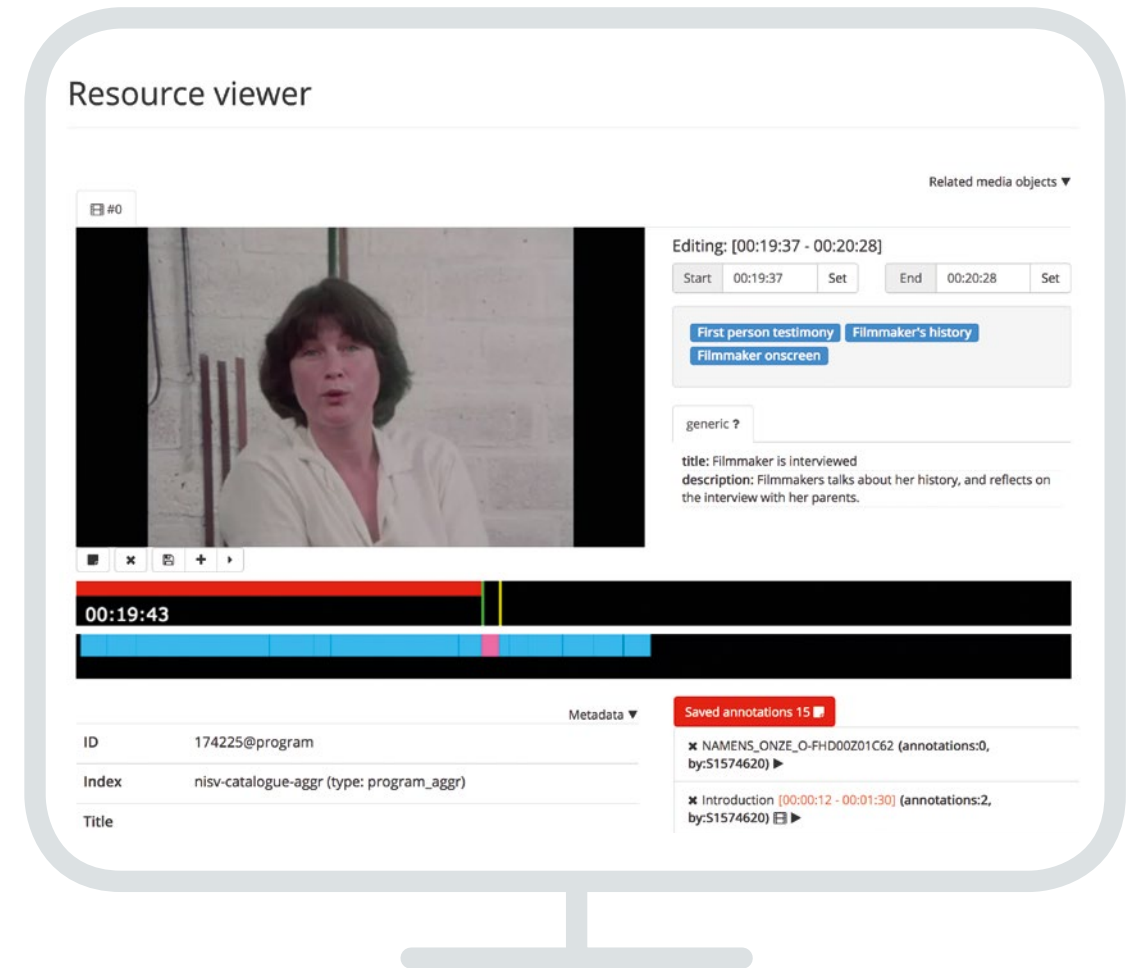 Resource viewer
Related media objects ▼
#0
Editing: [00:19:37 - 00:20:28]
Start 00:19:37 Set End 00:20:28 Set
First person testimony Filmmaker's history
Filmmaker onscreen
generic ?
title: Filmmaker is interviewed
description: Filmmakers talks about her history, and reflects on
the interview with her parents.
00:19:43
Metadata ▼
ID 174225@program
Index nisv-catalogue-aggr (type: program_aggr)
Title
Saved annotations 15
✖ NAMENS_ONZE_O-FHD00Z01C62 (annotations:0,
by:S1574620) ▶
✖ Introduction [00:00:12 - 00:01:30] (annotations:2,
by:S1574620) ▶